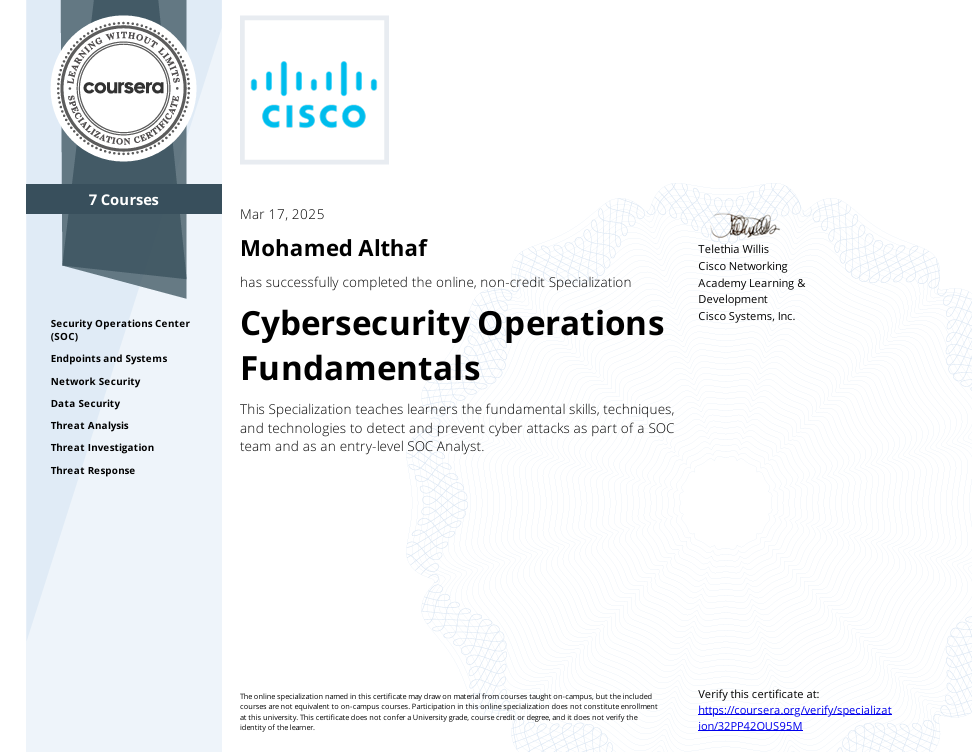 LEARNING WITHOUT LIMITS
coursera
SPECIALIZATION CERTIFICATE
CISCO
7 Courses
Security Operations Center
(SOC)
Endpoints and Systems
Network Security
Data Security
Threat Analysis
Threat Investigation
Threat Response
Mar 17, 2025
Mohamed Althaf
has successfully completed the online, non-credit Specialization
Cybersecurity Operations
Fundamentals
This Specialization teaches learners the fundamental skills, techniques,
and technologies to detect and prevent cyber attacks as part of a SOC
team and as an entry-level SOC Analyst.
Telethia Willis
Cisco Networking
Academy Learning &
Development
Cisco Systems, Inc.
The online specialization named in this certificate may draw on material from courses taught on-campus, but the included
courses are not equivalent to on-campus courses. Participation in this online specialization does not constitute enrollment
at this university. This certificate does not confer a University grade, course credit or degree, and it does not verify the
identity of the learner.
Verify this certificate at:
https://coursera.org/verify/specializat
ion/32PP42OUS95M